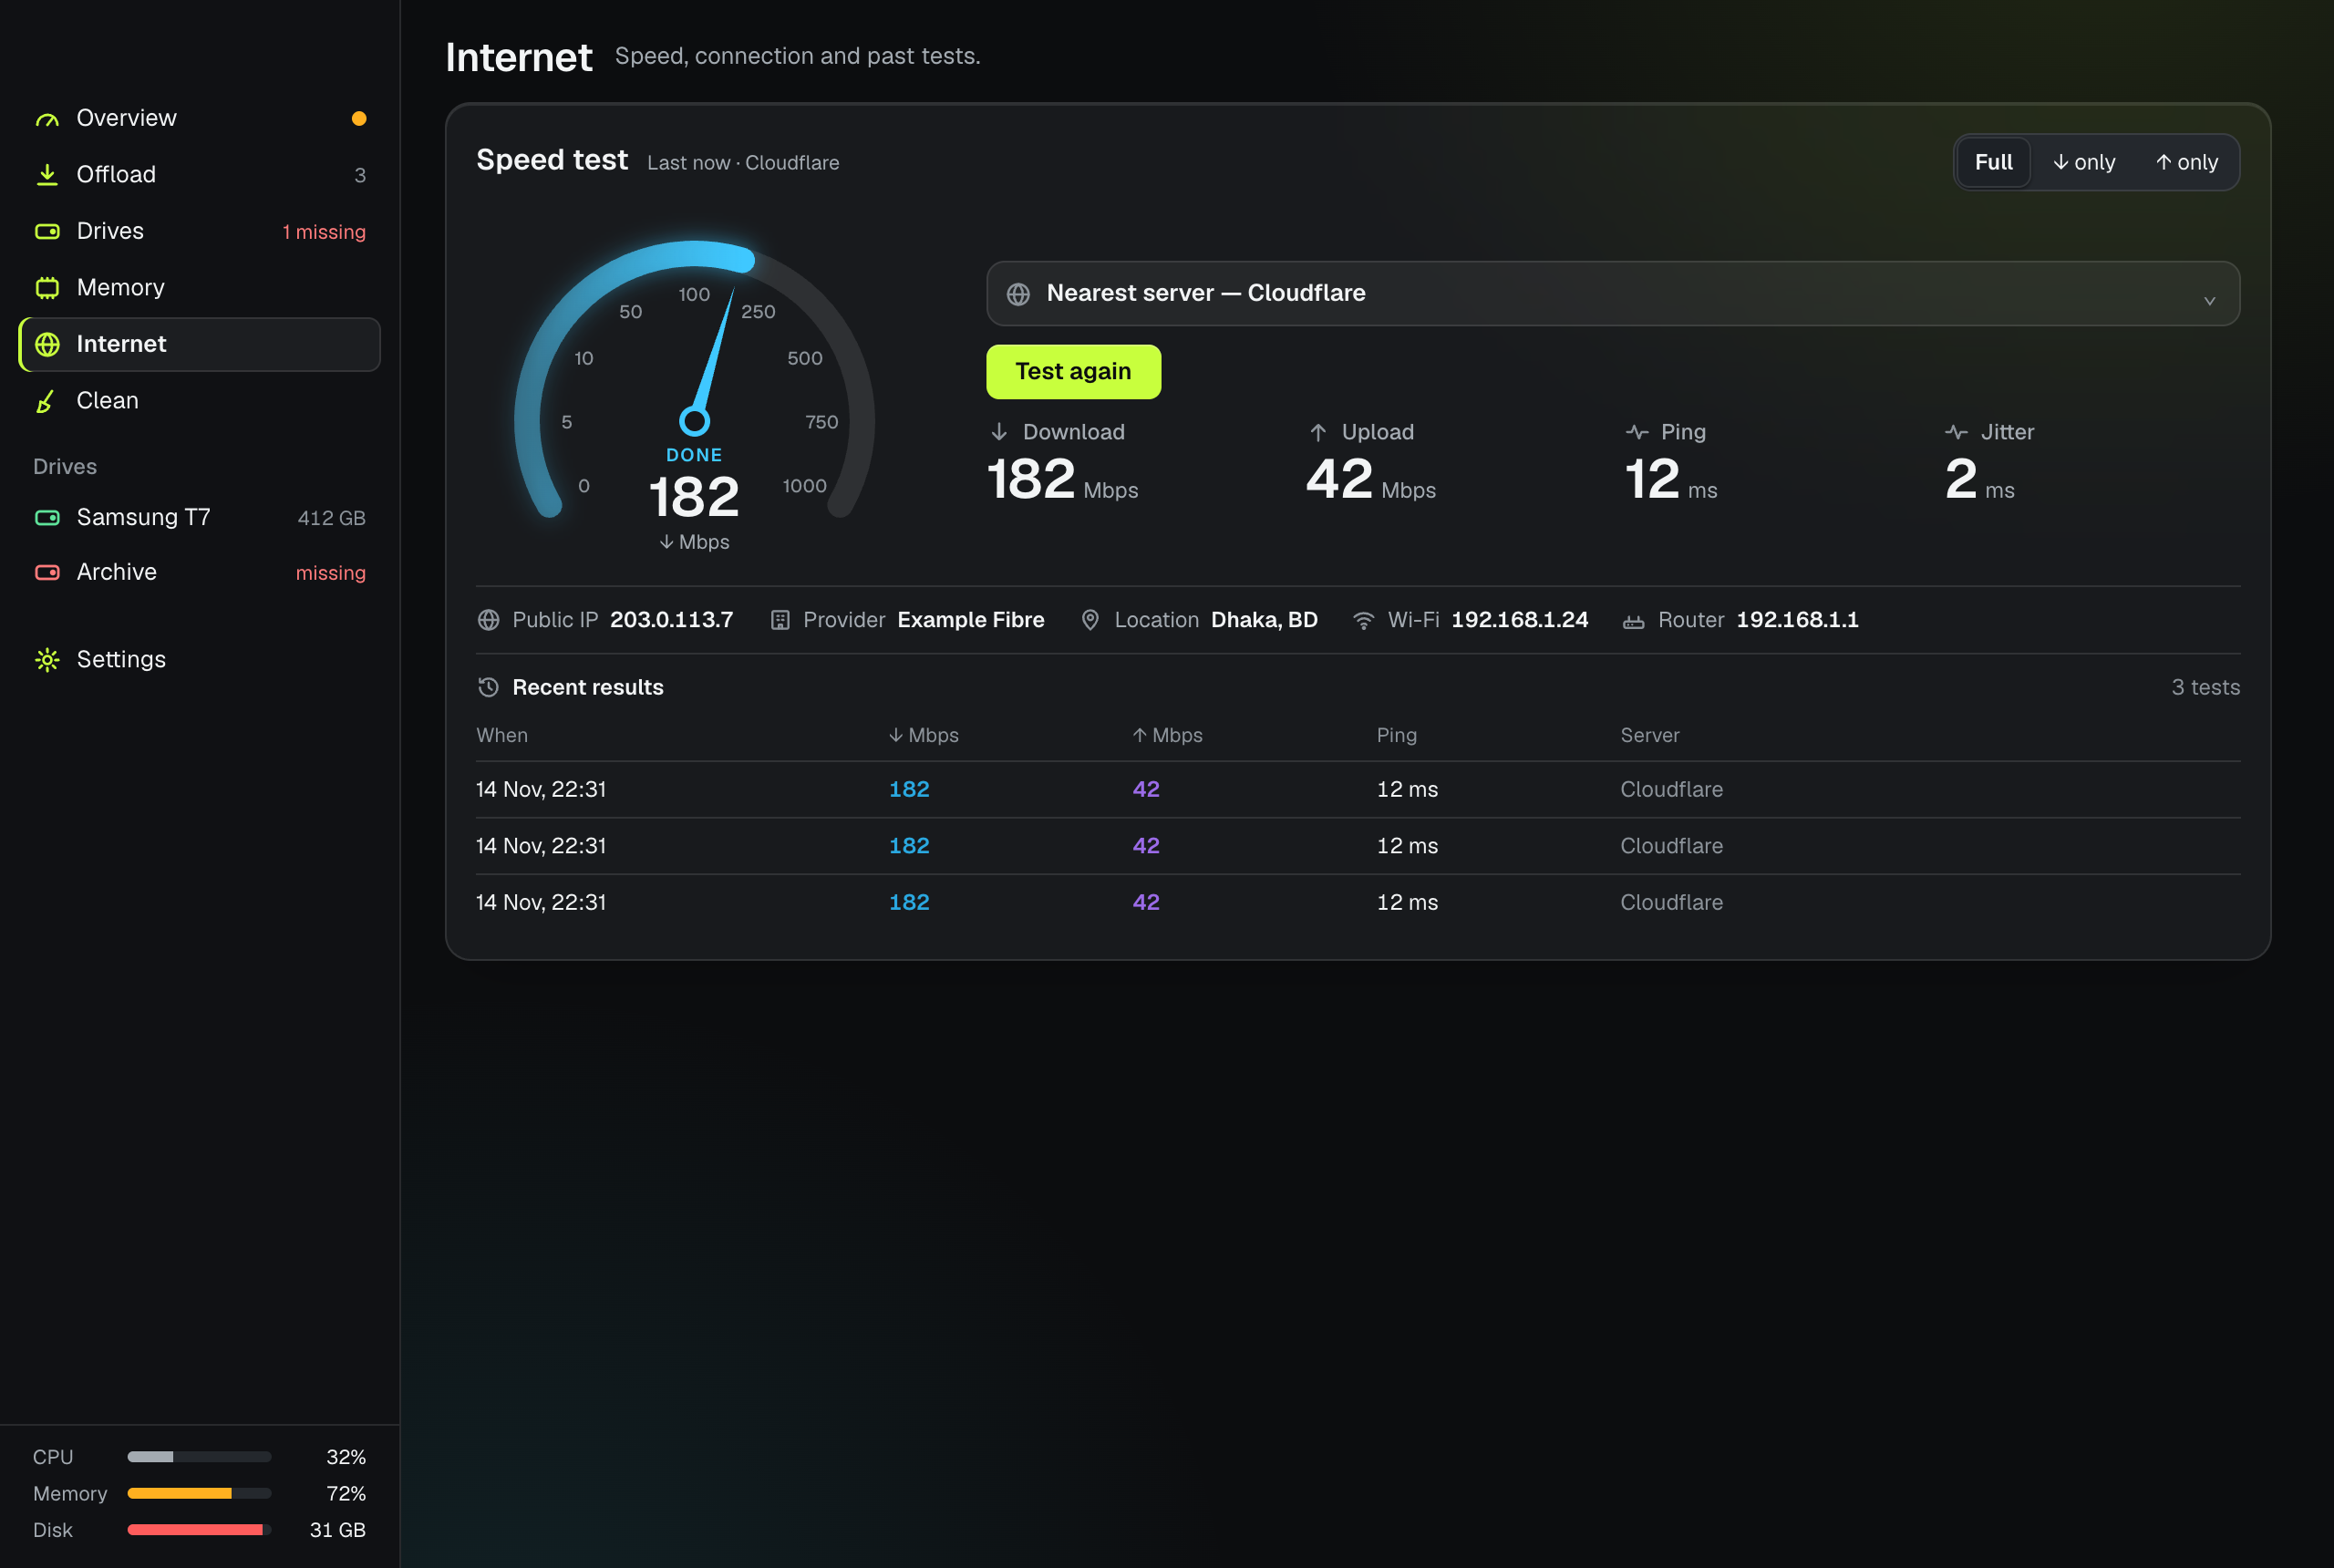 Internet Speed, connection and past tests.
Overview
Offload 3
Drives 1 missing
Memory
Internet
Clean
Drives
Samsung T7 412 GB
Archive missing
Settings
CPU 32%
Memory 72%
Disk 31 GB
Speed test Last now · Cloudflare
Full ↓ only ↑ only
0
5
10
50
100
250
500
750
1000
DONE
182
↓ Mbps
Nearest server — Cloudflare
Test again
↓ Download
182 Mbps
↑ Upload
42 Mbps
Ping
12 ms
Jitter
2 ms
Public IP 203.0.113.7 Provider Example Fibre Location Dhaka, BD Wi-Fi 192.168.1.24 Router 192.168.1.1
Recent results 3 tests
When ↓ Mbps ↑ Mbps Ping Server
14 Nov, 22:31 182 42 12 ms Cloudflare
14 Nov, 22:31 182 42 12 ms Cloudflare
14 Nov, 22:31 182 42 12 ms Cloudflare